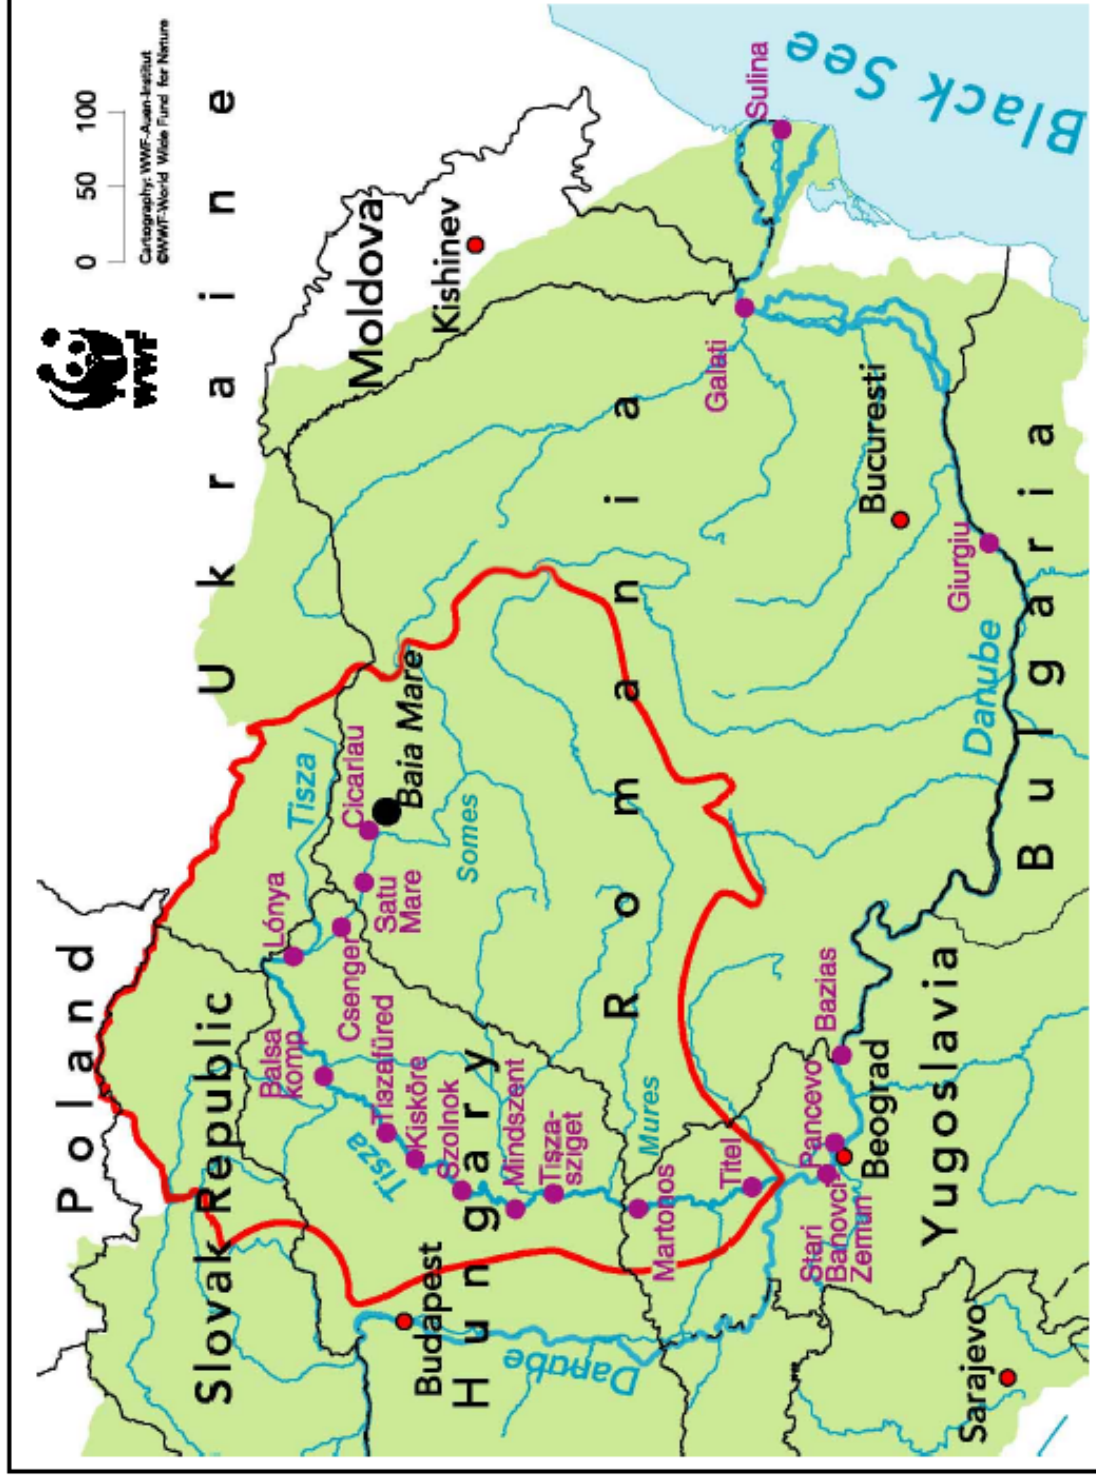 Poland
Slovak Republic
Ukraine
WWF
0 50 100
Cartography: WWF-Auen-Institut
©WWF-World Wide Fund for Nature
Moldova
Kishinev
Lónya
Tisza
Balsa
komp
Csenger
Cicarlau
Baia Mare
Satu
Mare
Somes
Tiszafüred
Tisza
Kisköre
Szolnok
Budapest
Hungary
Mindszent
Tisza-
sziget
Danube
Mures
Martonos
Romania
Galati
Sulina
Black See
Titel
Stari
Banovci
Zemun
Pancevo
Bazias
Beograd
Bucuresti
Giurgiu
Danube
Yugoslavia
Sarajevo
Bulgaria